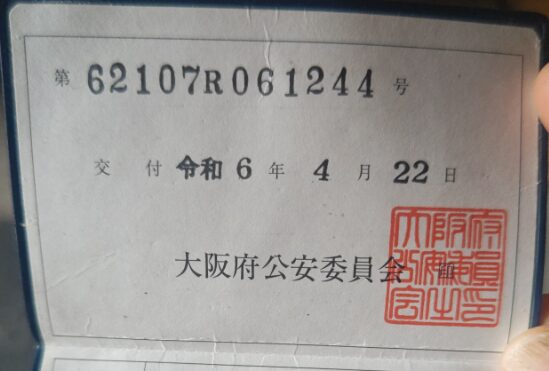 第 62107R061244 号
交付 令和 6 年 4 月 22 日
大阪府公安委員会 印